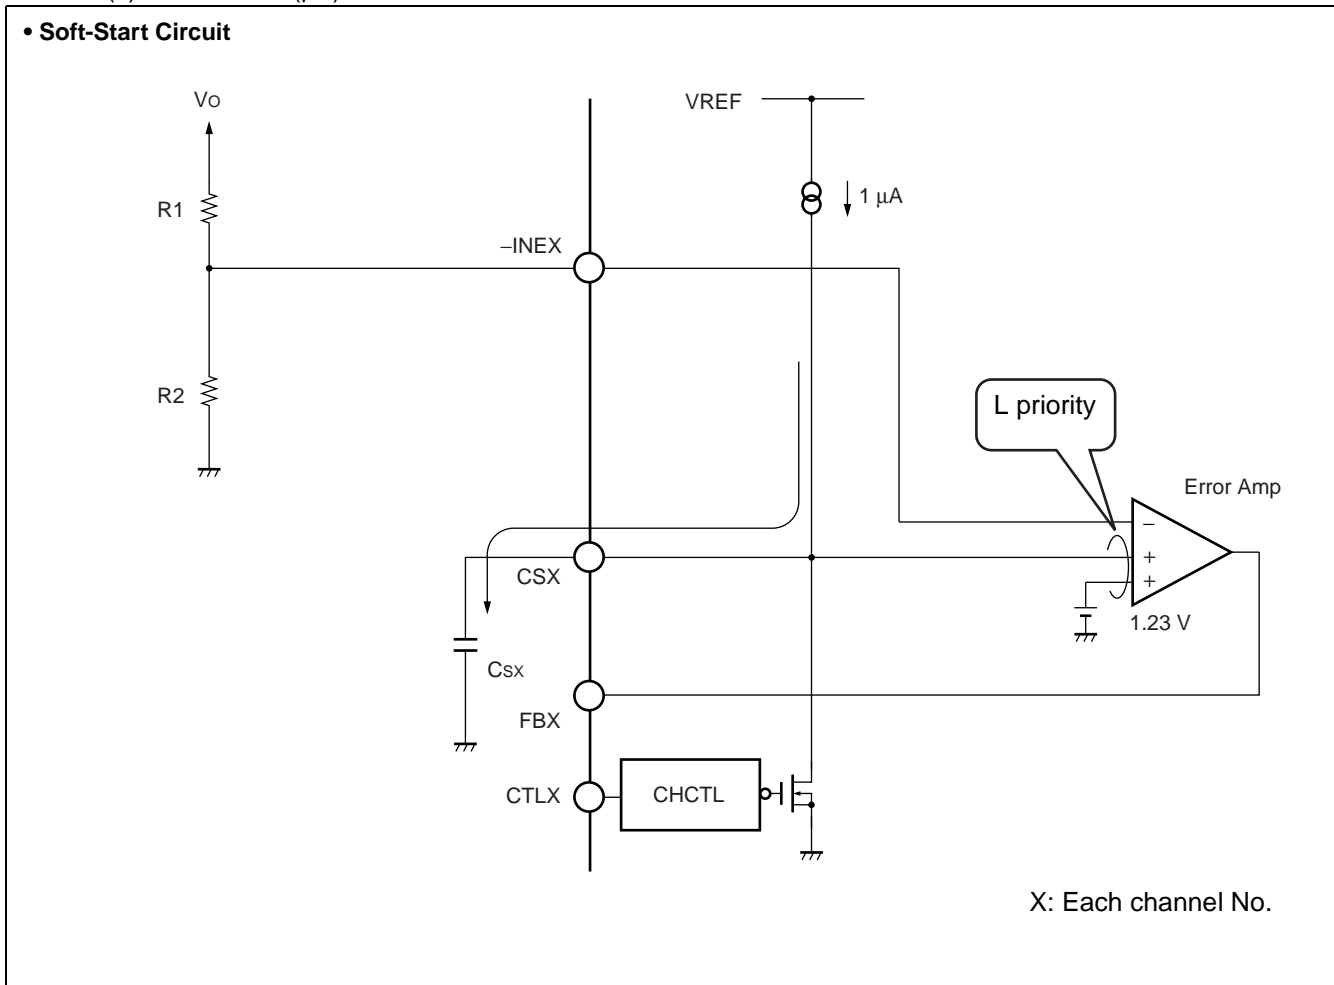 • Soft-Start Circuit
VO
VREF
R1
1 μA
−INEX
R2
L priority
Error Amp
−
+
+
CSX
1.23 V
CSX
FBX
CTLX
CHCTL
X: Each channel No.